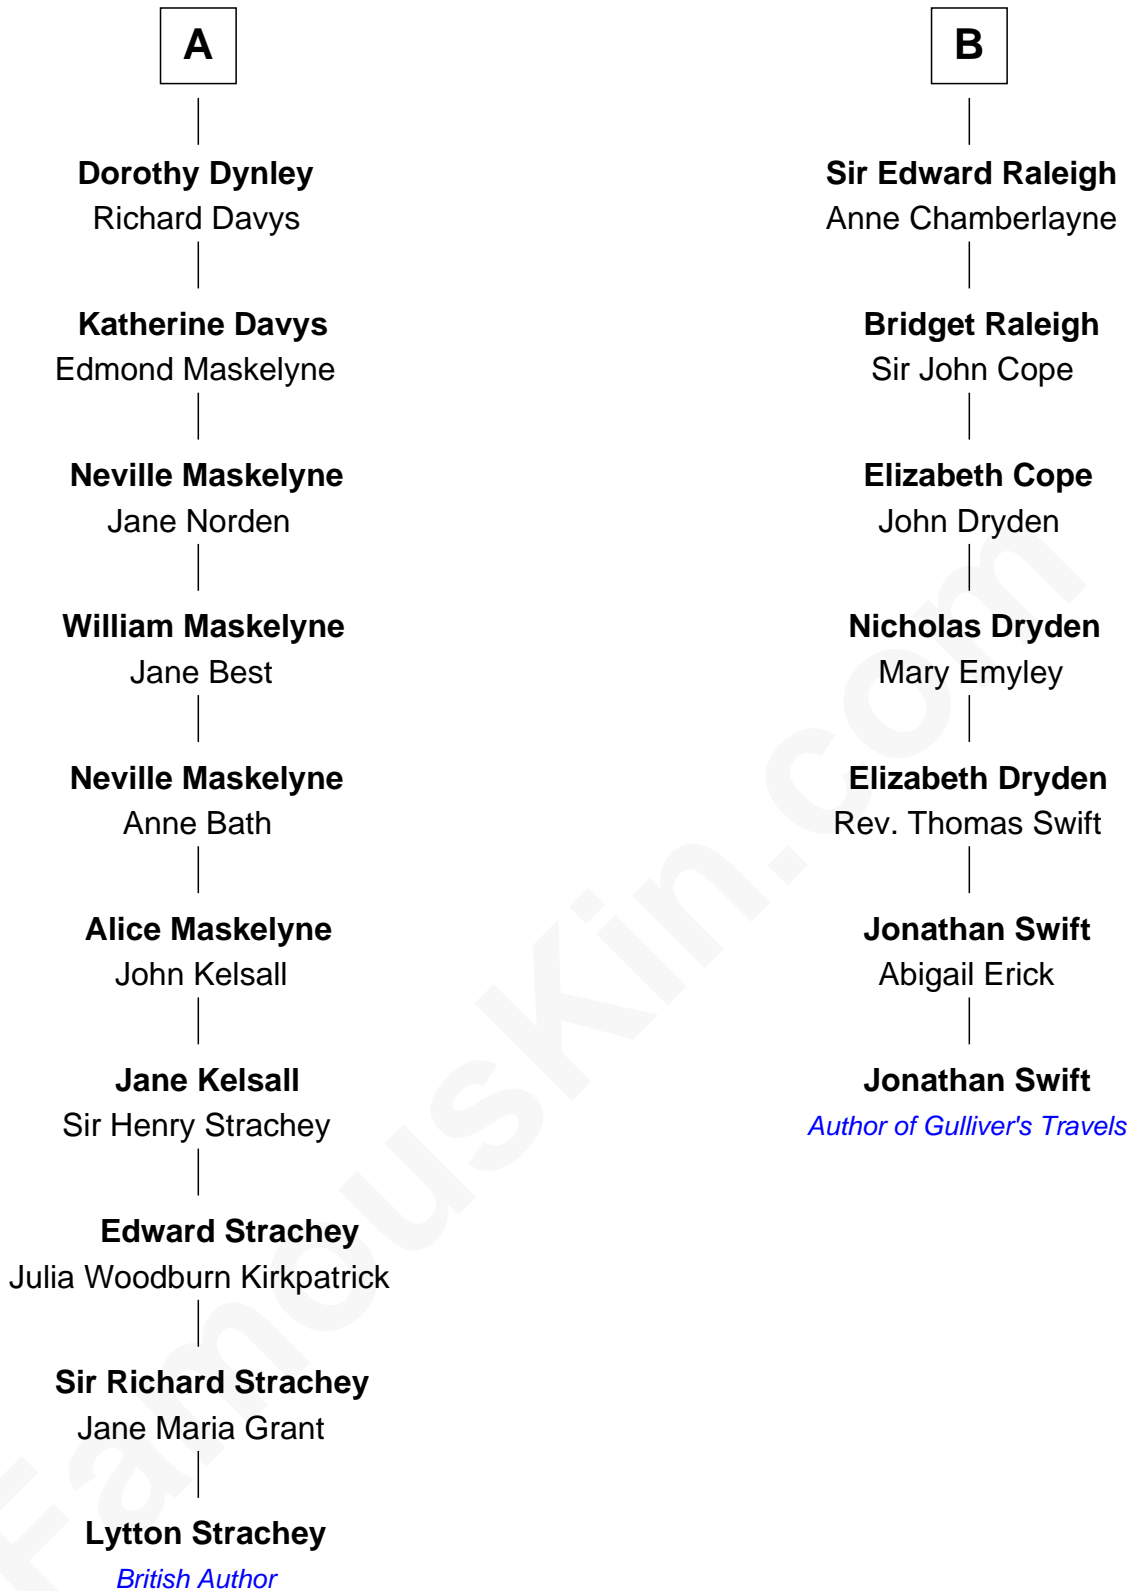 A
Dorothy Dynley
Richard Davys
Katherine Davys
Edmond Maskelyne
Neville Maskelyne
Jane Norden
William Maskelyne
Jane Best
Neville Maskelyne
Anne Bath
Alice Maskelyne
John Kelsall
Jane Kelsall
Sir Henry Strachey
Edward Strachey
Julia Woodburn Kirkpatrick
Sir Richard Strachey
Jane Maria Grant
Lytton Strachey
British Author
B
Sir Edward Raleigh
Anne Chamberlayne
Bridget Raleigh
Sir John Cope
Elizabeth Cope
John Dryden
Nicholas Dryden
Mary Emyley
Elizabeth Dryden
Rev. Thomas Swift
Jonathan Swift
Abigail Erick
Jonathan Swift
Author of Gulliver's Travels
FamousKin.com